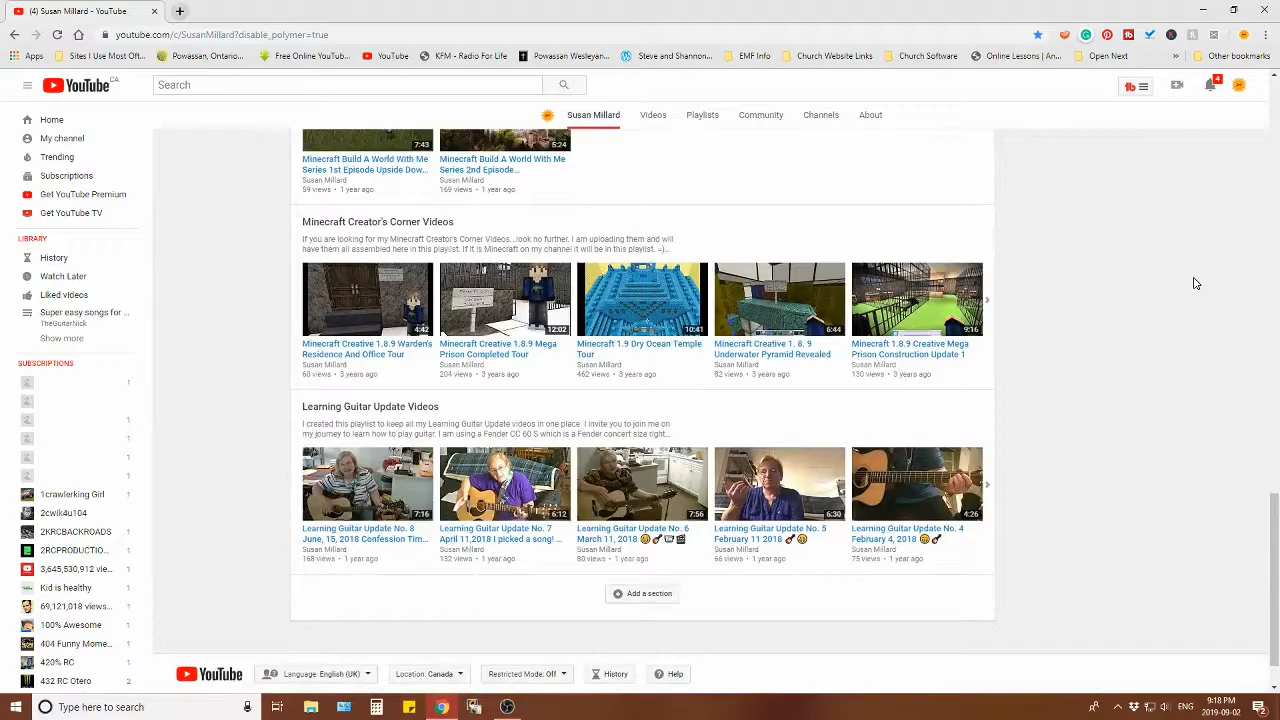 (4) Susan Millard - YouTube
youtube.com/c/SusanMillard?disable_polymer=true
Apps
Sites I Use Most Of...
Powassan, Ontario
Free Online YouTub...
YouTube
KFM - Kingdom For...
Powassan Wesleyan...
Steve and Shannon...
EMF Info
Church Website Links
Church Software
Online Lessons | An...
Open Next
»
Other bookmarks
YouTube CA
Search
4
Susan Millard
Videos
Playlists
Community
Channels
About
Home
My channel
Trending
Subscriptions
Get YouTube Premium
Get YouTube TV
LIBRARY
History
Watch Later
Liked videos
Super easy songs for ...
TheGuitarNick
Show more
SUBSCRIPTIONS
1
1
1
1
1
1crawlerking Girl
2cwik4u104
2KRCBACKROADS
1
2RCPRODUCTIO...
1
3,645,530,912 vie...
1
Kid is healthy
69,121,018 views...
100% Awesome
1
404 Funny Mome...
1
420% RC
1
432 RC Otero
2
7:43
5:24
Minecraft Build A World With Me
Series 1st Episode Upside Dow...
Susan Millard
59 views • 1 year ago
Minecraft Build A World With Me
Series 2nd Episode...
Susan Millard
169 views • 1 year ago
Minecraft Creator's Corner Videos
If you are looking for my Minecraft Creator's Corner Videos...look no further. I am uploading them and will
have them all assembled here in this playlist. If it is Minecraft on my channel it will be in this playlist. =)...
4:42
12:02
10:41
6:44
9:16
Minecraft Creative 1.8.9 Warden's
Residence And Office Tour
Susan Millard
60 views • 3 years ago
Minecraft Creative 1.8.9 Mega
Prison Completed Tour
Susan Millard
204 views • 3 years ago
Minecraft 1.9 Dry Ocean Temple
Tour
Susan Millard
462 views • 3 years ago
Minecraft Creative 1. 8. 9
Underwater Pyramid Revealed
Susan Millard
82 views • 3 years ago
Minecraft 1.8.9 Creative Mega
Prison Construction Update 1
Susan Millard
130 views • 3 years ago
Learning Guitar Update Videos
I created this playlist to keep all my Learning Guitar Update videos in one place. I invite you to join me on
my journey to learn how to play guitar. I am using a Fender CC 60 S which is a Fender concert size right...
7:16
6:12
7:56
6:30
4:26
Learning Guitar Update No. 8
June, 15, 2018 Confession Tim...
Susan Millard
168 views • 1 year ago
Learning Guitar Update No. 7
April 11,2018 I picked a song! ...
Susan Millard
132 views • 1 year ago
Learning Guitar Update No. 6
March 11, 2018
Susan Millard
80 views • 1 year ago
Learning Guitar Update No. 5
February 11 2018
Susan Millard
66 views • 1 year ago
Learning Guitar Update No. 4
February 4, 2018
Susan Millard
75 views • 1 year ago
Add a section
YouTube
Language: English (UK)
Location: Canada
Restricted Mode: Off
History
Help
Type here to search
ENG
9:18 PM
2019-09-02
2